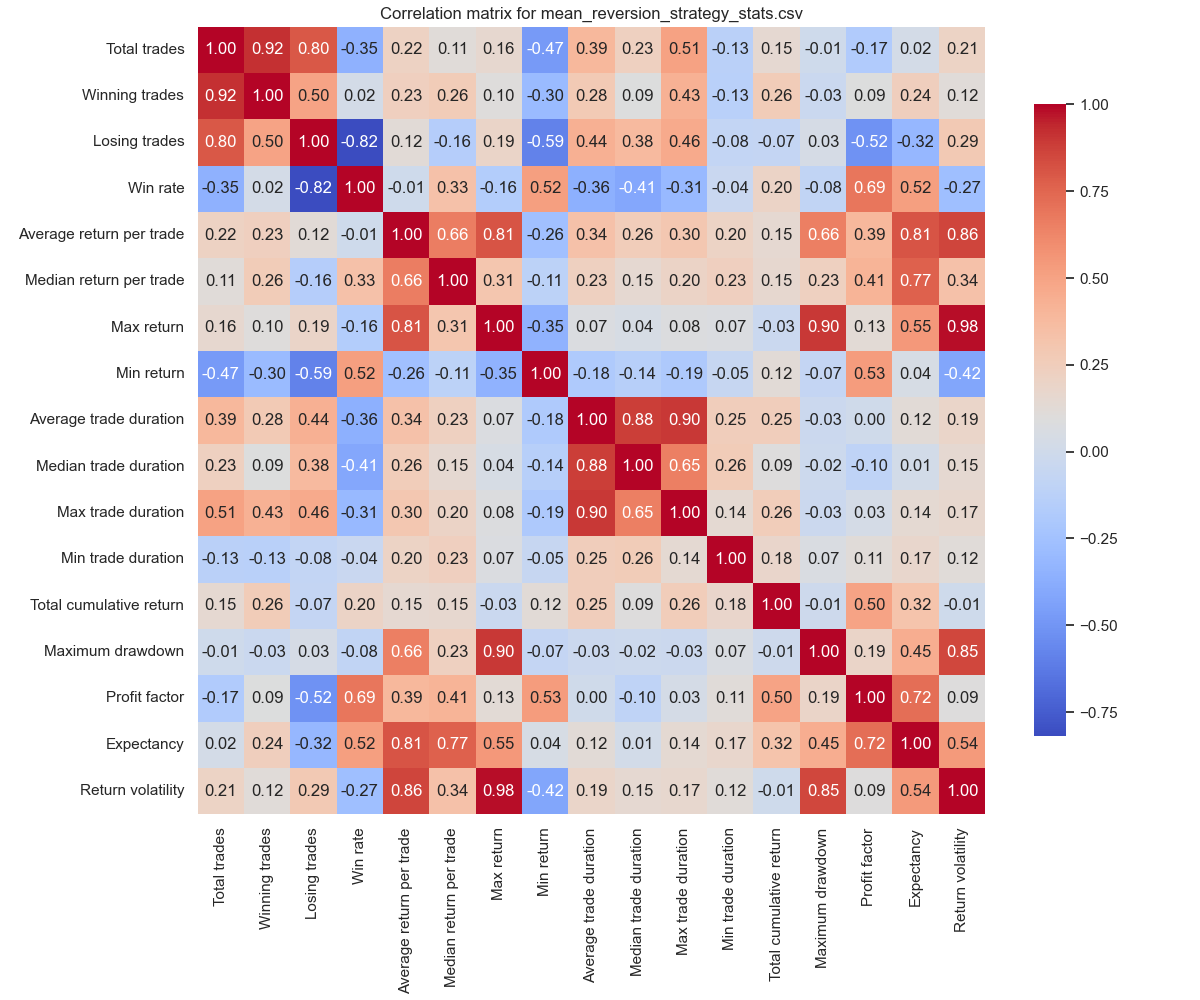 Correlation matrix for mean_reversion_strategy_stats.csv
Total trades 1.00 0.92 0.80 -0.35 0.22 0.11 0.16 -0.47 0.39 0.23 0.51 -0.13 0.15 -0.01 -0.17 0.02 0.21
Winning trades 0.92 1.00 0.50 0.02 0.23 0.26 0.10 -0.30 0.28 0.09 0.43 -0.13 0.26 -0.03 0.09 0.24 0.12
Losing trades 0.80 0.50 1.00 -0.82 0.12 -0.16 0.19 -0.59 0.44 0.38 0.46 -0.08 -0.07 0.03 -0.52 -0.32 0.29
Win rate -0.35 0.02 -0.82 1.00 -0.01 0.33 -0.16 0.52 -0.36 -0.41 -0.31 -0.04 0.20 -0.08 0.69 0.52 -0.27
Average return per trade 0.22 0.23 0.12 -0.01 1.00 0.66 0.81 -0.26 0.34 0.26 0.30 0.20 0.15 0.66 0.39 0.81 0.86
Median return per trade 0.11 0.26 -0.16 0.33 0.66 1.00 0.31 -0.11 0.23 0.15 0.20 0.23 0.15 0.23 0.41 0.77 0.34
Max return 0.16 0.10 0.19 -0.16 0.81 0.31 1.00 -0.35 0.07 0.04 0.08 0.07 -0.03 0.90 0.13 0.55 0.98
Min return -0.47 -0.30 -0.59 0.52 -0.26 -0.11 -0.35 1.00 -0.18 -0.14 -0.19 -0.05 0.12 -0.07 0.53 0.04 -0.42
Average trade duration 0.39 0.28 0.44 -0.36 0.34 0.23 0.07 -0.18 1.00 0.88 0.90 0.25 0.25 -0.03 0.00 0.12 0.19
Median trade duration 0.23 0.09 0.38 -0.41 0.26 0.15 0.04 -0.14 0.88 1.00 0.65 0.26 0.09 -0.02 -0.10 0.01 0.15
Max trade duration 0.51 0.43 0.46 -0.31 0.30 0.20 0.08 -0.19 0.90 0.65 1.00 0.14 0.26 -0.03 0.03 0.14 0.17
Min trade duration -0.13 -0.13 -0.08 -0.04 0.20 0.23 0.07 -0.05 0.25 0.26 0.14 1.00 0.18 0.07 0.11 0.17 0.12
Total cumulative return 0.15 0.26 -0.07 0.20 0.15 0.15 -0.03 0.12 0.25 0.09 0.26 0.18 1.00 -0.01 0.50 0.32 -0.01
Maximum drawdown -0.01 -0.03 0.03 -0.08 0.66 0.23 0.90 -0.07 -0.03 -0.02 -0.03 0.07 -0.01 1.00 0.19 0.45 0.85
Profit factor -0.17 0.09 -0.52 0.69 0.39 0.41 0.13 0.53 0.00 -0.10 0.03 0.11 0.50 0.19 1.00 0.72 0.09
Expectancy 0.02 0.24 -0.32 0.52 0.81 0.77 0.55 0.04 0.12 0.01 0.14 0.17 0.32 0.45 0.72 1.00 0.54
Return volatility 0.21 0.12 0.29 -0.27 0.86 0.34 0.98 -0.42 0.19 0.15 0.17 0.12 -0.01 0.85 0.09 0.54 1.00
Total trades
Winning trades
Losing trades
Win rate
Average return per trade
Median return per trade
Max return
Min return
Average trade duration
Median trade duration
Max trade duration
Min trade duration
Total cumulative return
Maximum drawdown
Profit factor
Expectancy
Return volatility
1.00
0.75
0.50
0.25
0.00
−0.25
−0.50
−0.75